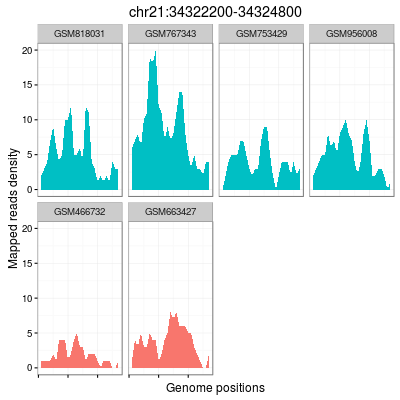 chr21:34322200-34324800
GSM818031 GSM767343 GSM753429 GSM956008
20
15
10
5
0
GSM466732 GSM663427
20
15
10
5
0
Mapped reads density
Genome positions